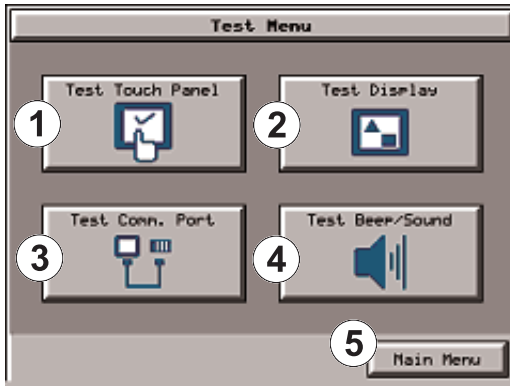 Test Menu
1 Test Touch Panel
2 Test Display
3 Test Comm. Port
4 Test Beep/Sound
5 Main Menu